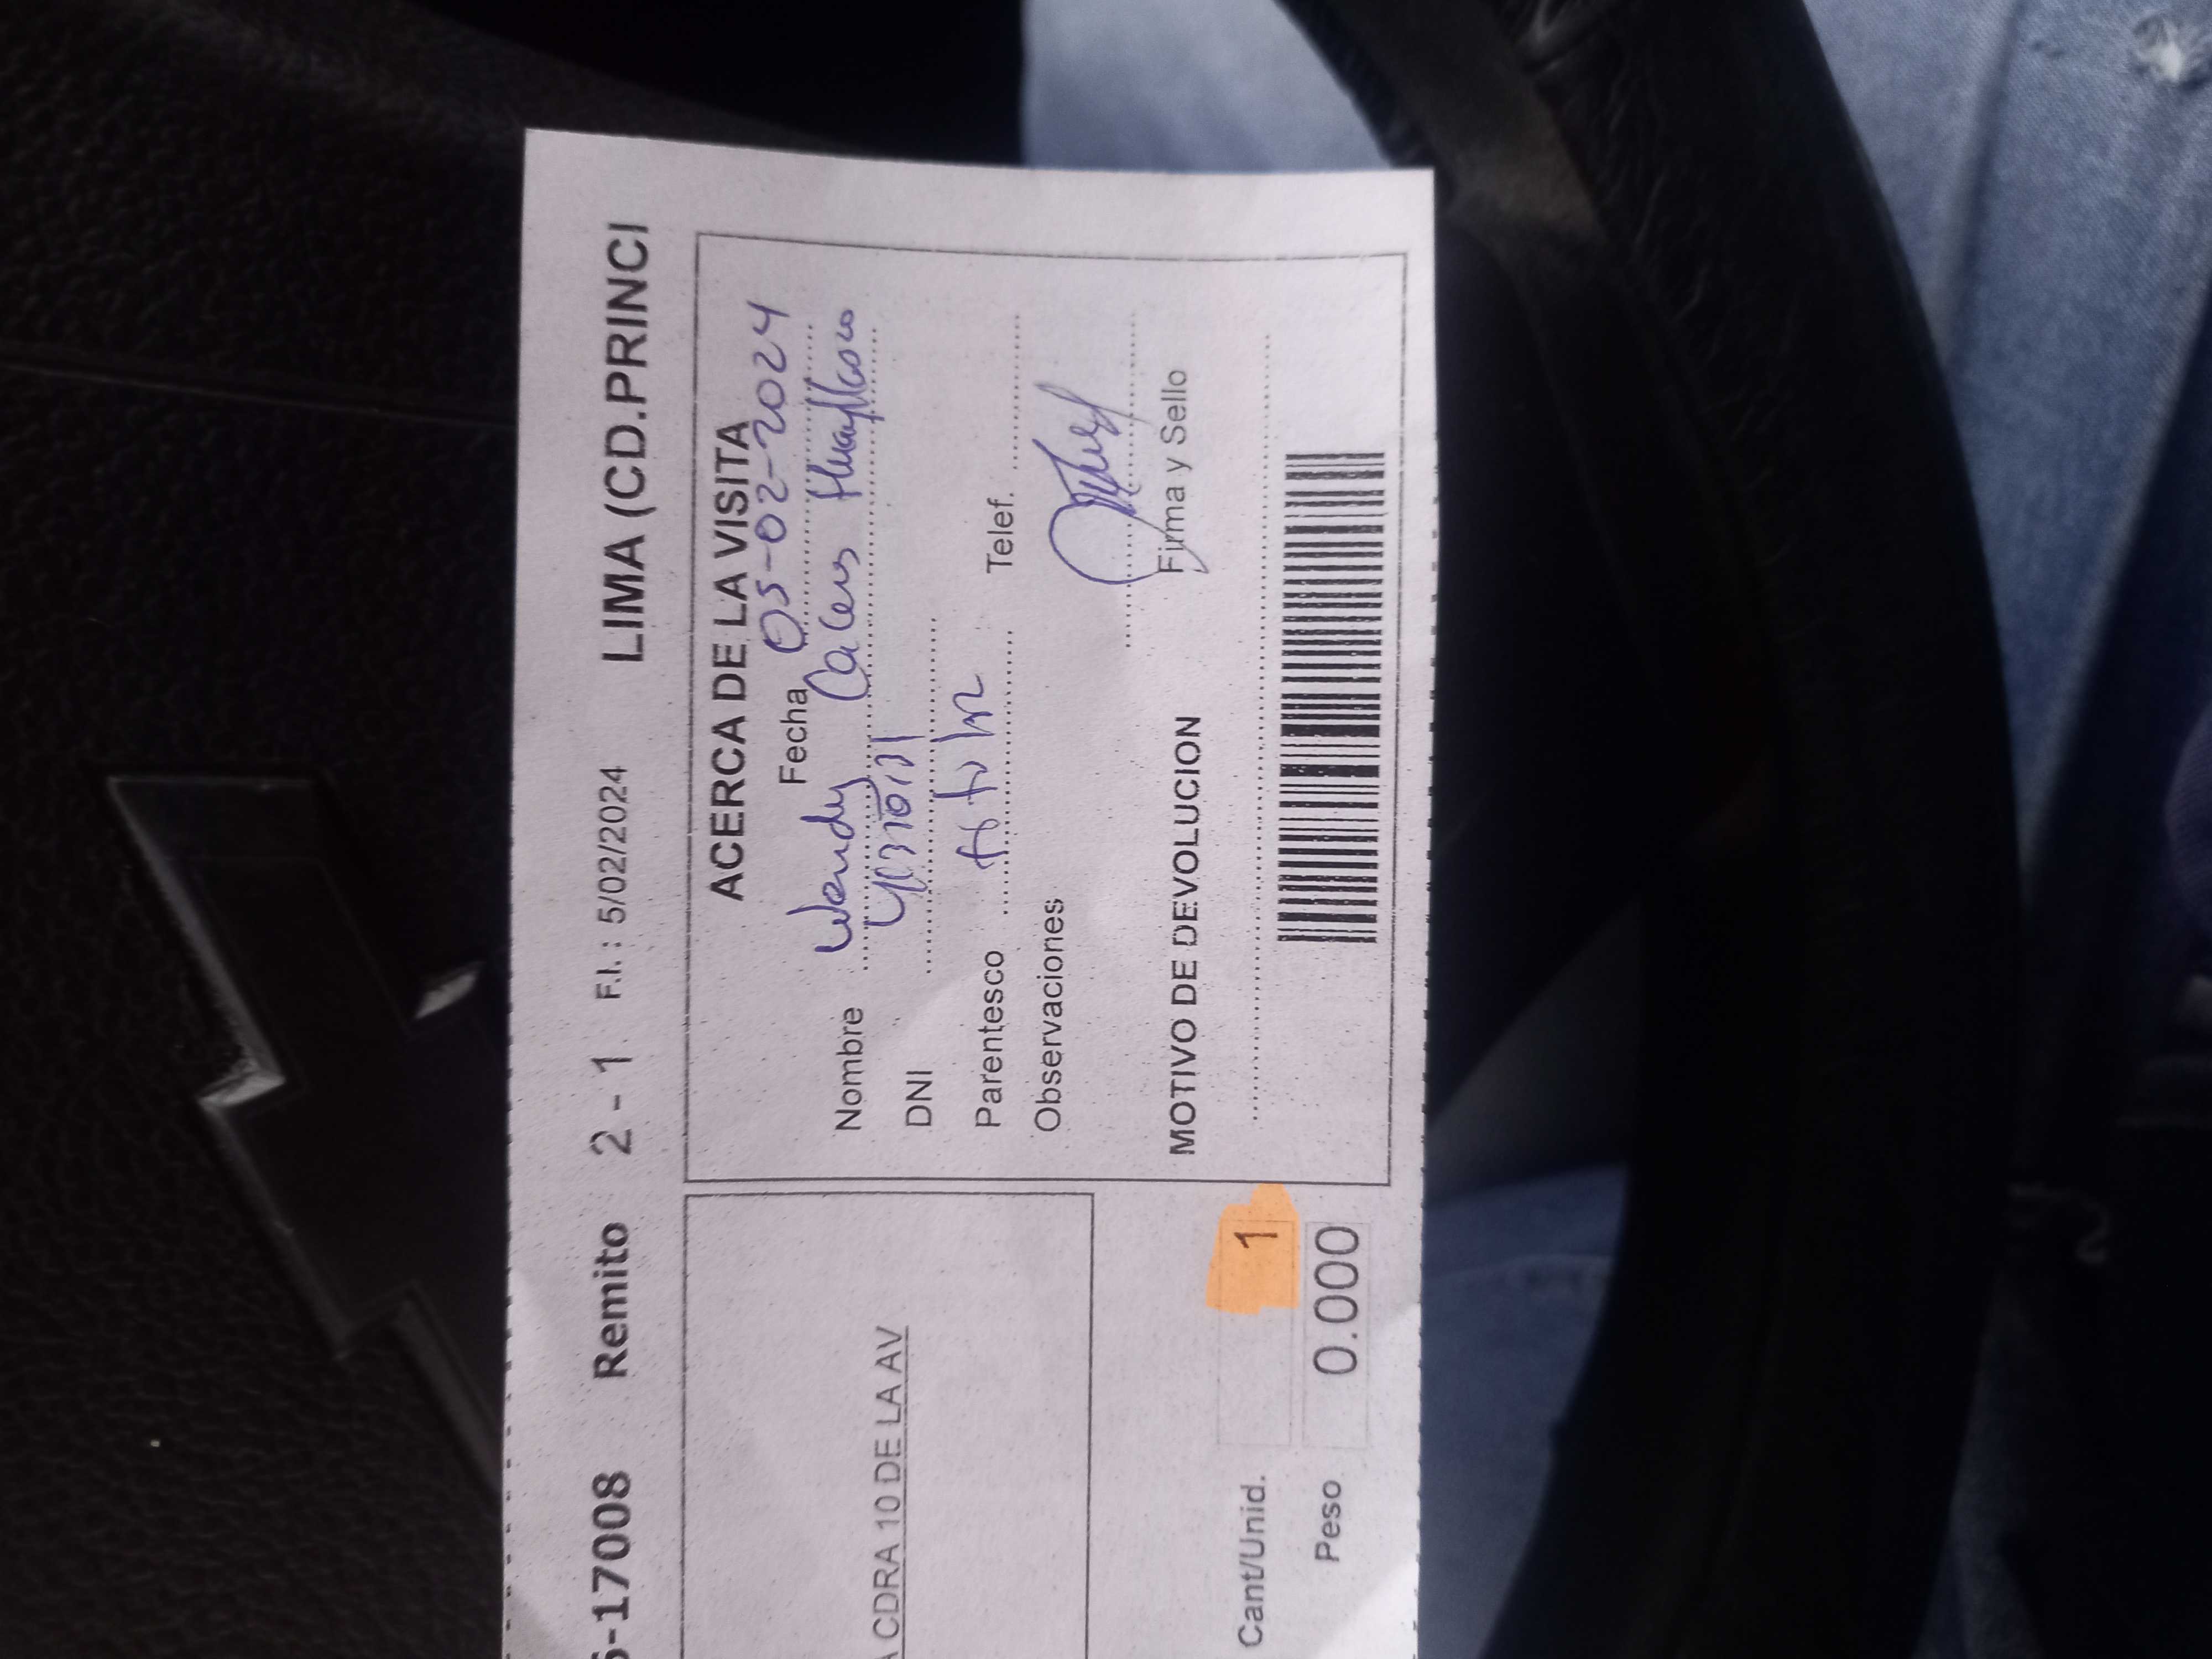 6-17008 Remito 2 - 1 F.I.: 5/02/2024 LIMA (CD.PRINCI
A CDRA 10 DE LA AV
Cant/Unid. 1
Peso 0.000
ACERCA DE LA VISITA
Fecha 05-02-2024
Nombre Wendy
DNI
Parentesco
Telef.
Observaciones
Firma y Sello
MOTIVO DE DEVOLUCION